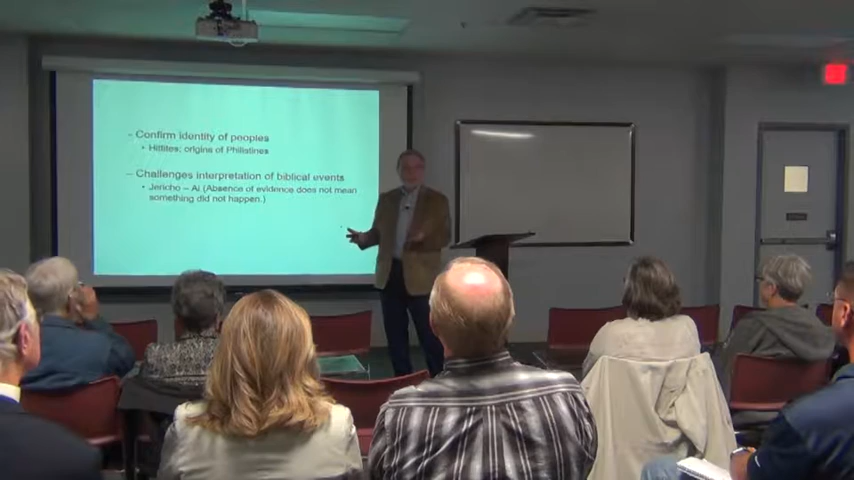 – Confirm identity of peoples
• Hittites; origins of Philistines
– Challenges interpretation of biblical events
• Jericho – Ai (Absence of evidence does not mean
something did not happen.)